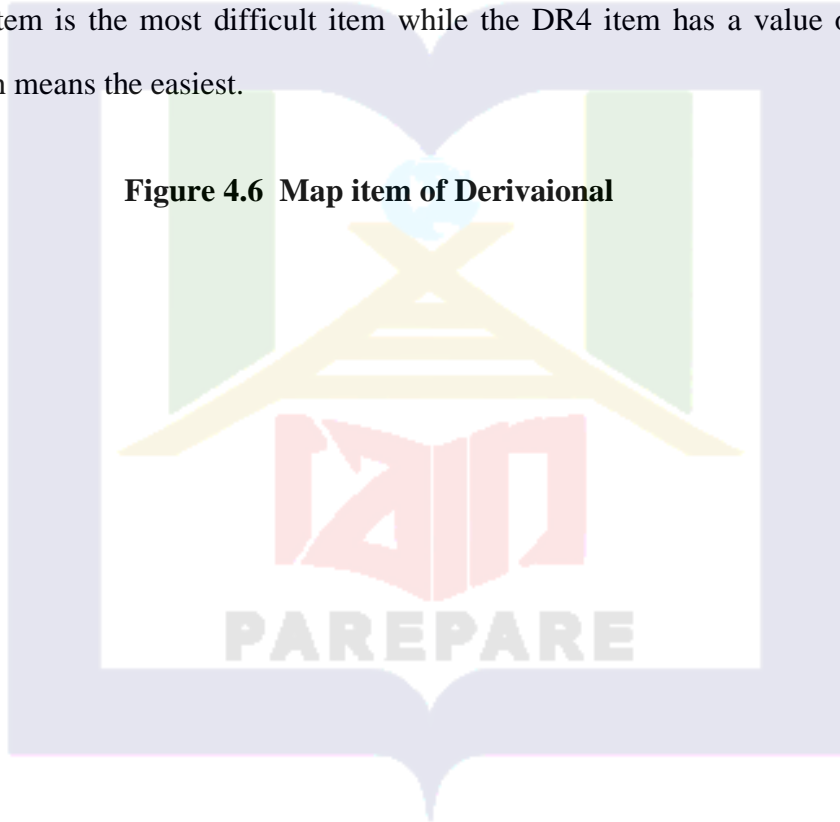 tem is the most difficult item while the DR4 item has a value o
means the easiest.
Figure 4.6 Map item of Derivaional
PAREPARE